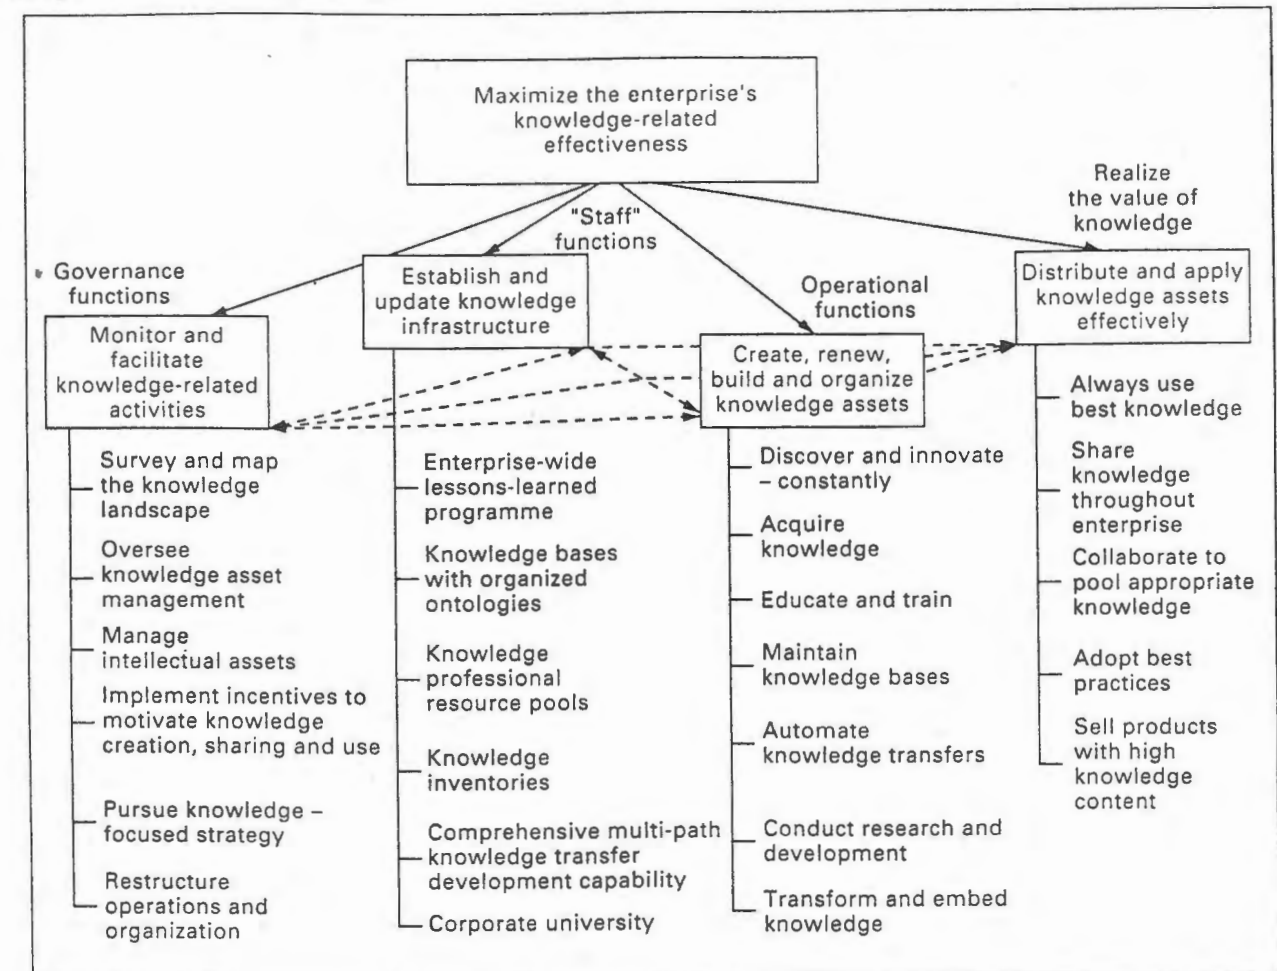 Maximize the enterprise's
knowledge-related
effectiveness
Realize
the value of
knowledge
"Staff"
functions
Governance
functions
Establish and
update knowledge
infrastructure
Operational
functions
Distribute and apply
knowledge assets
effectively
Monitor and
facilitate
knowledge-related
activities
Create, renew,
build and organize
knowledge assets
Survey and map
the knowledge
landscape
Oversee
knowledge asset
management
Manage
intellectual assets
Implement incentives to
motivate knowledge
creation, sharing and use
Pursue knowledge –
focused strategy
Restructure
operations and
organization
Enterprise-wide
lessons-learned
programme
Knowledge bases
with organized
ontologies
Knowledge
professional
resource pools
Knowledge
inventories
Comprehensive multi-path
knowledge transfer
development capability
Corporate university
Discover and innovate
– constantly
Acquire
knowledge
Educate and train
Maintain
knowledge bases
Automate
knowledge transfers
Conduct research and
development
Transform and embed
knowledge
Always use
best knowledge
Share
knowledge
throughout
enterprise
Collaborate to
pool appropriate
knowledge
Adopt best
practices
Sell products
with high
knowledge
content